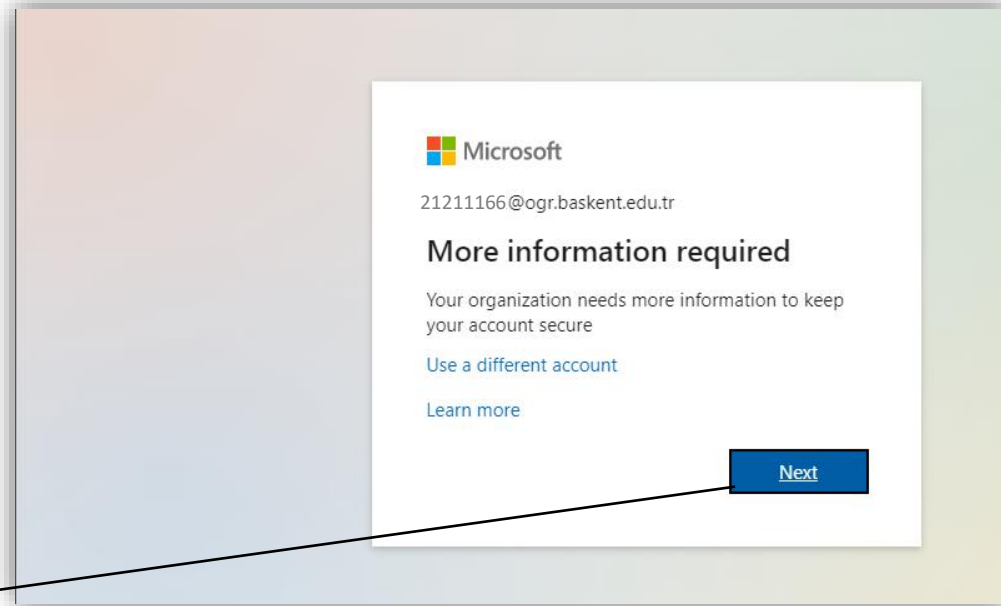 Microsoft
21211166@ogr.baskent.edu.tr
More information required
Your organization needs more information to keep
your account secure
Use a different account
Learn more
Next